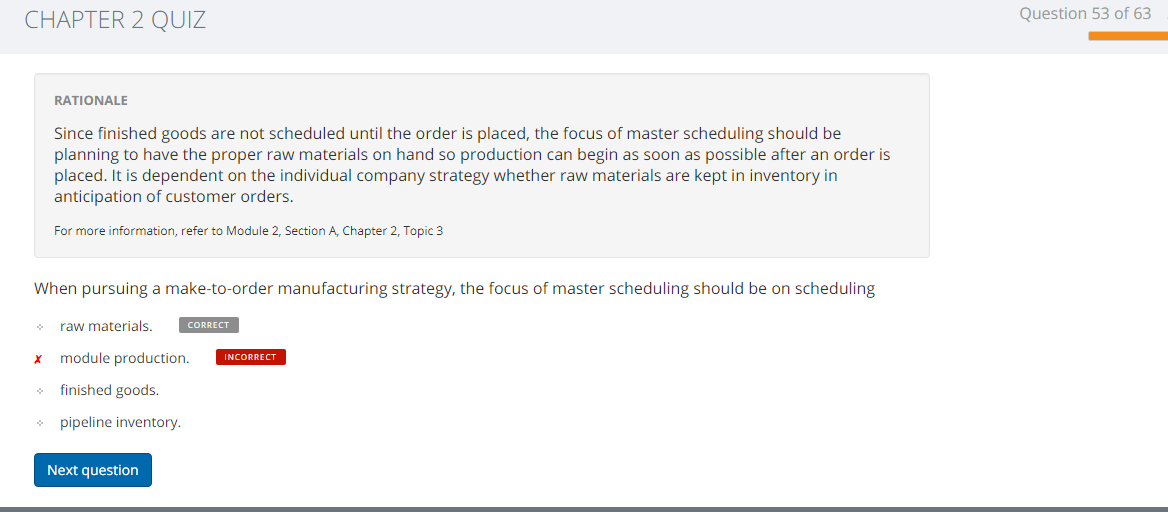 CHAPTER 2 QUIZ
Question 53 of 63
RATIONALE
Since finished goods are not scheduled until the order is placed, the focus of master scheduling should be
planning to have the proper raw materials on hand so production can begin as soon as possible after an order is
placed. It is dependent on the individual company strategy whether raw materials are kept in inventory in
anticipation of customer orders.
For more information, refer to Module 2, Section A, Chapter 2, Topic 3
When pursuing a make-to-order manufacturing strategy, the focus of master scheduling should be on scheduling
raw materials. CORRECT
✗ module production. INCORRECT
finished goods.
pipeline inventory.
Next question